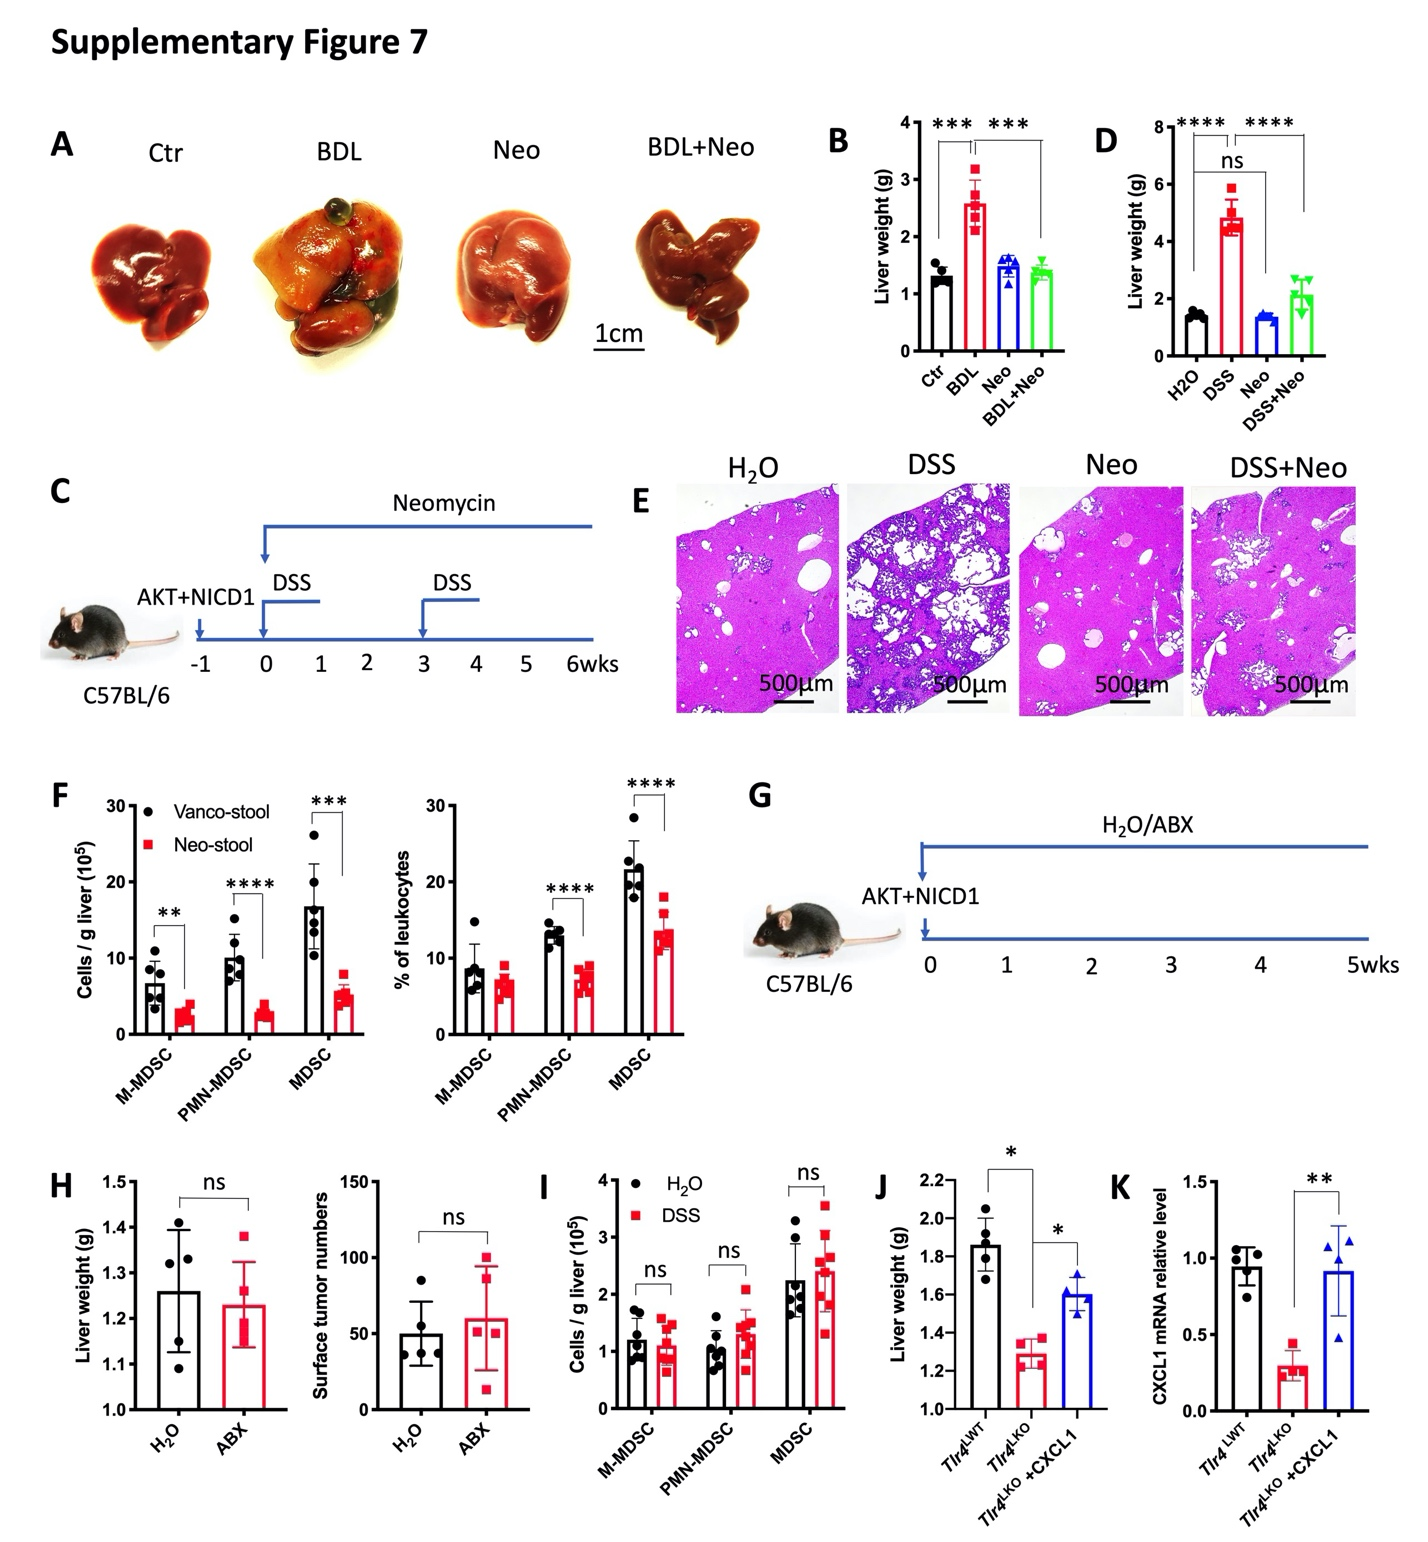 Supplementary Figure 7
A
Ctr
BDL
Neo
BDL+Neo
1cm
B
Liver weight (g)
4
3
2
1
0
*** ***
Ctr
BDL
Neo
BDL+Neo
D
Liver weight (g)
8
6
4
2
0
**** ****
ns
H2O
DSS
Neo
DSS+Neo
C
Neomycin
DSS
DSS
AKT+NICD1
-1 0 1 2 3 4 5 6wks
C57BL/6
E
H₂O
DSS
Neo
DSS+Neo
500μm
500μm
500μm
500μm
F
Cells / g liver (10⁵)
30
20
10
0
Vanco-stool
Neo-stool
**
****
***
M-MDSC
PMN-MDSC
MDSC
% of leukocytes
30
20
10
0
****
****
M-MDSC
PMN-MDSC
MDSC
G
H₂O/ABX
AKT+NICD1
0 1 2 3 4 5wks
C57BL/6
H
Liver weight (g)
1.5
1.4
1.3
1.2
1.1
1.0
ns
H₂O
ABX
Surface tumor numbers
150
100
50
0
ns
H₂O
ABX
I
Cells / g liver (10⁵)
4
3
2
1
0
H₂O
DSS
ns
ns
ns
M-MDSC
PMN-MDSC
MDSC
J
Liver weight (g)
2.2
2.0
1.8
1.6
1.4
1.2
1.0
*
*
Tlr4ᴸᵂᵀ
Tlr4ᴸᴷᴼ
Tlr4ᴸᴷᴼ +CXCL1
K
CXCL1 mRNA relative level
1.5
1.0
0.5
0.0
**
Tlr4 ᴸᵂᵀ
Tlr4ᴸᴷᴼ
Tlr4ᴸᴷᴼ +CXCL1